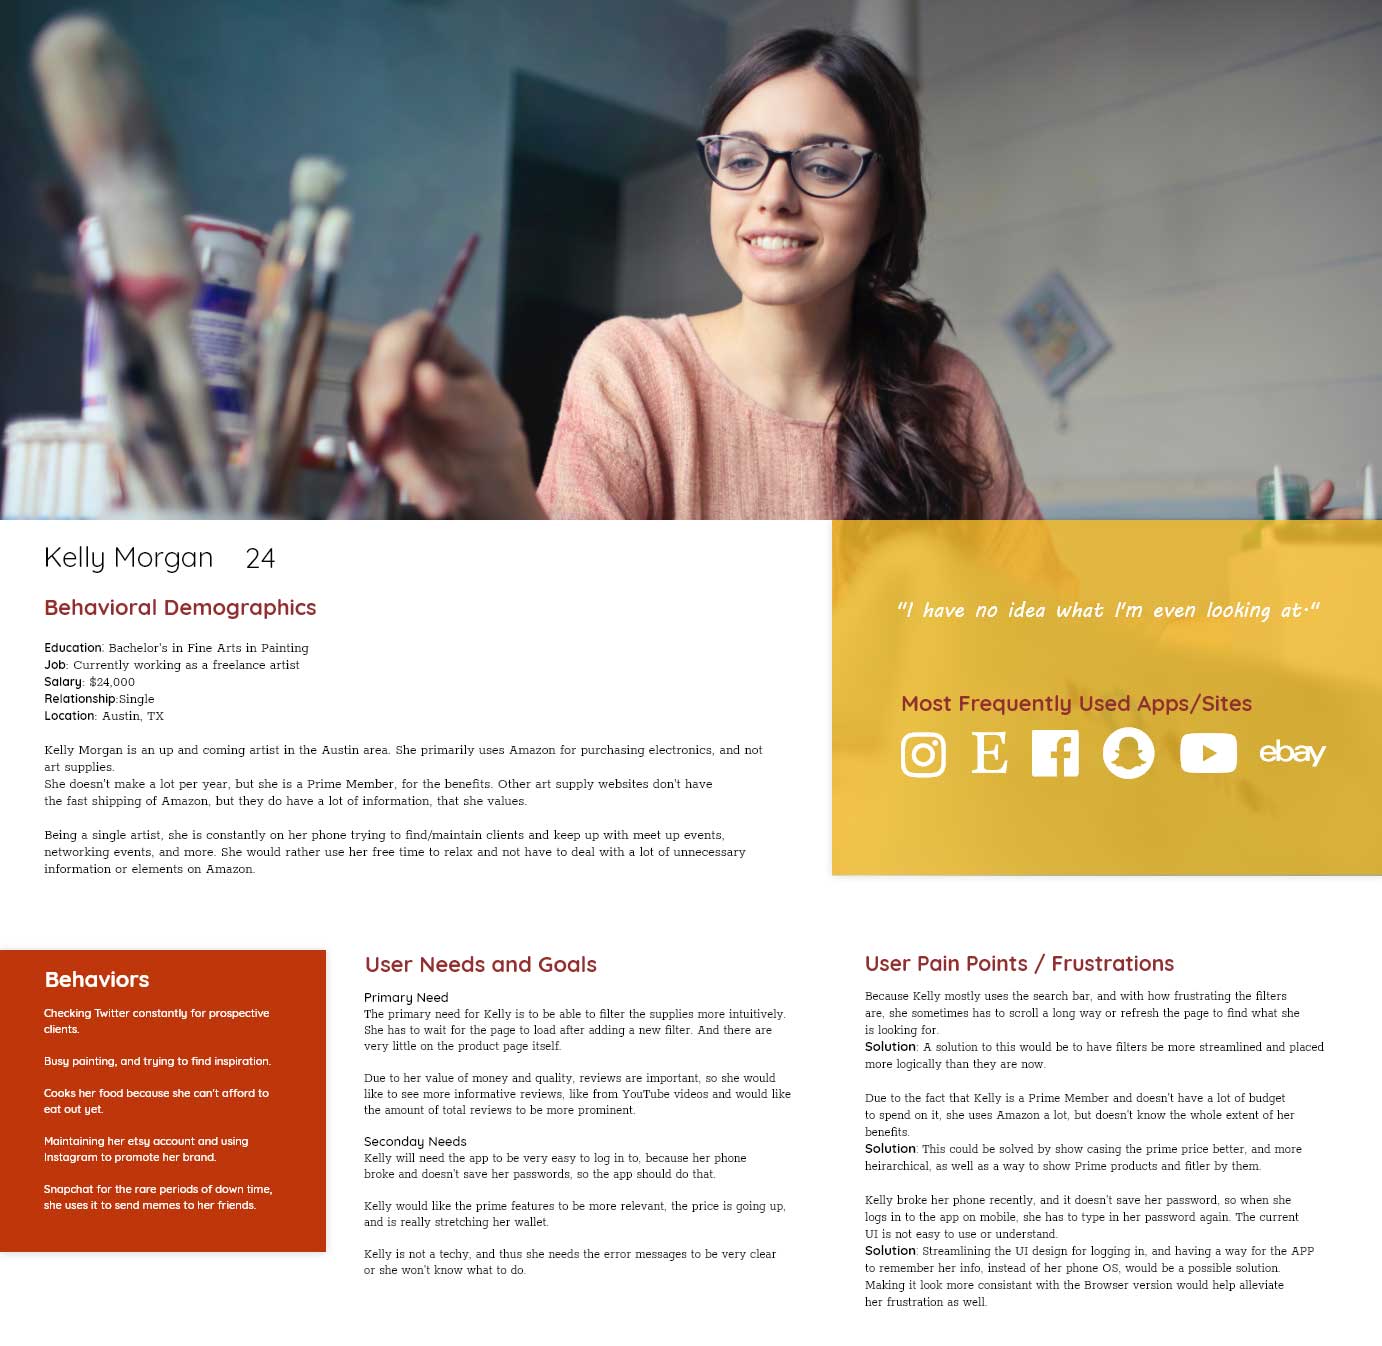 Kelly Morgan 24
Behavioral Demographics
Education: Bachelor's in Fine Arts in Painting
Job: Currently working as a freelance artist
Salary: $24,000
Relationship:Single
Location: Austin, TX
Kelly Morgan is an up and coming artist in the Austin area. She primarily uses Amazon for purchasing electronics, and not
art supplies.
She doesn't make a lot per year, but she is a Prime Member, for the benefits. Other art supply websites don't have
the fast shipping of Amazon, but they do have a lot of information, that she values.
Being a single artist, she is constantly on her phone trying to find/maintain clients and keep up with meet up events,
networking events, and more. She would rather use her free time to relax and not have to deal with a lot of unnecessary
information or elements on Amazon.
"I have no idea what I'm even looking at."
Most Frequently Used Apps/Sites
E
ebay
Behaviors
Checking Twitter constantly for prospective
clients.
Busy painting, and trying to find inspiration.
Cooks her food because she can't afford to
eat out yet.
Maintaining her etsy account and using
Instagram to promote her brand.
Snapchat for the rare periods of down time,
she uses it to send memes to her friends.
User Needs and Goals
Primary Need
The primary need for Kelly is to be able to filter the supplies more intuitively.
She has to wait for the page to load after adding a new filter. And there are
very little on the product page itself.
Due to her value of money and quality, reviews are important, so she would
like to see more informative reviews, like from YouTube videos and would like
the amount of total reviews to be more prominent.
Seconday Needs
Kelly will need the app to be very easy to log in to, because her phone
broke and doesn't save her passwords, so the app should do that.
Kelly would like the prime features to be more relevant, the price is going up,
and is really stretching her wallet.
Kelly is not a techy, and thus she needs the error messages to be very clear
or she won't know what to do.
User Pain Points / Frustrations
Because Kelly mostly uses the search bar, and with how frustrating the filters
are, she sometimes has to scroll a long way or refresh the page to find what she
is looking for.
Solution: A solution to this would be to have filters be more streamlined and placed
more logically than they are now.
Due to the fact that Kelly is a Prime Member and doesn't have a lot of budget
to spend on it, she uses Amazon a lot, but doesn't know the whole extent of her
benefits.
Solution: This could be solved by show casing the prime price better, and more
heirarchical, as well as a way to show Prime products and fitler by them.
Kelly broke her phone recently, and it doesn't save her password, so when she
logs in to the app on mobile, she has to type in her password again. The current
UI is not easy to use or understand.
Solution: Streamlining the UI design for logging in, and having a way for the APP
to remember her info, instead of her phone OS, would be a possible solution.
Making it look more consistant with the Browser version would help alleviate
her frustration as well.